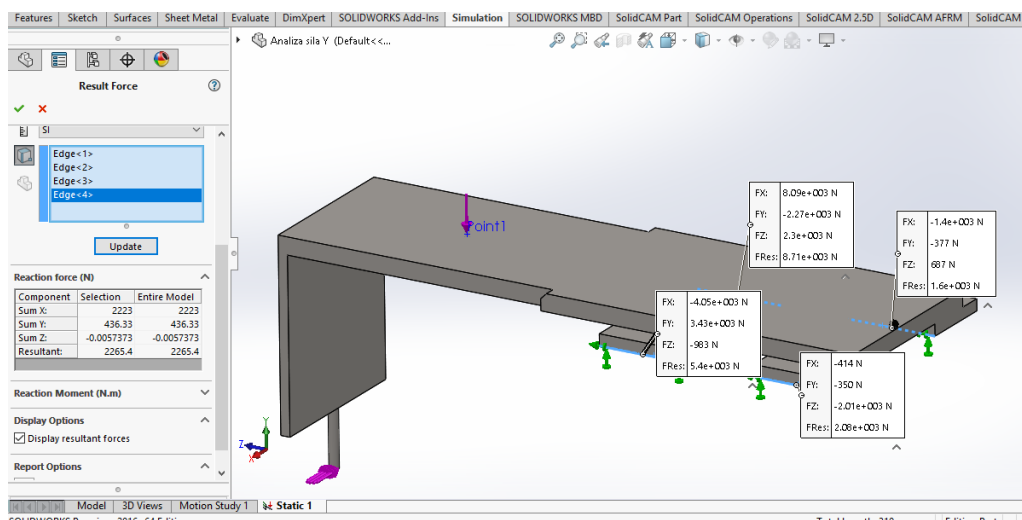 Features Sketch Surfaces Sheet Metal Evaluate DimXpert SOLIDWORKS Add-Ins Simulation SOLIDWORKS MBD SolidCAM Part SolidCAM Operations SolidCAM 2.5D SolidCAM AFRM SolidCAM
Analiza sila Y (Default<<...
Result Force
SI
Edge<1>
Edge<2>
Edge<3>
Edge<4>
Update
Reaction force (N)
Component Selection Entire Model
Sum X: 2223 2223
Sum Y: 436.33 436.33
Sum Z: -0.0057373 -0.0057373
Resultant: 2265.4 2265.4
Reaction Moment (N.m)
Display Options
Display resultant forces
Report Options
Point1
FX: 8.09e+003 N
FY: -2.27e+003 N
FZ: 2.3e+003 N
FRes: 8.71e+003 N
FX: -1.4e+003 N
FY: -377 N
FZ: 687 N
FRes: 1.6e+003 N
FX: -4.05e+003 N
FY: 3.43e+003 N
FZ: -983 N
FRes: 5.4e+003 N
FX: -414 N
FY: -350 N
FZ: -2.01e+003 N
FRes: 2.08e+003 N
Y
Z
X
Model 3D Views Motion Study 1 Static 1